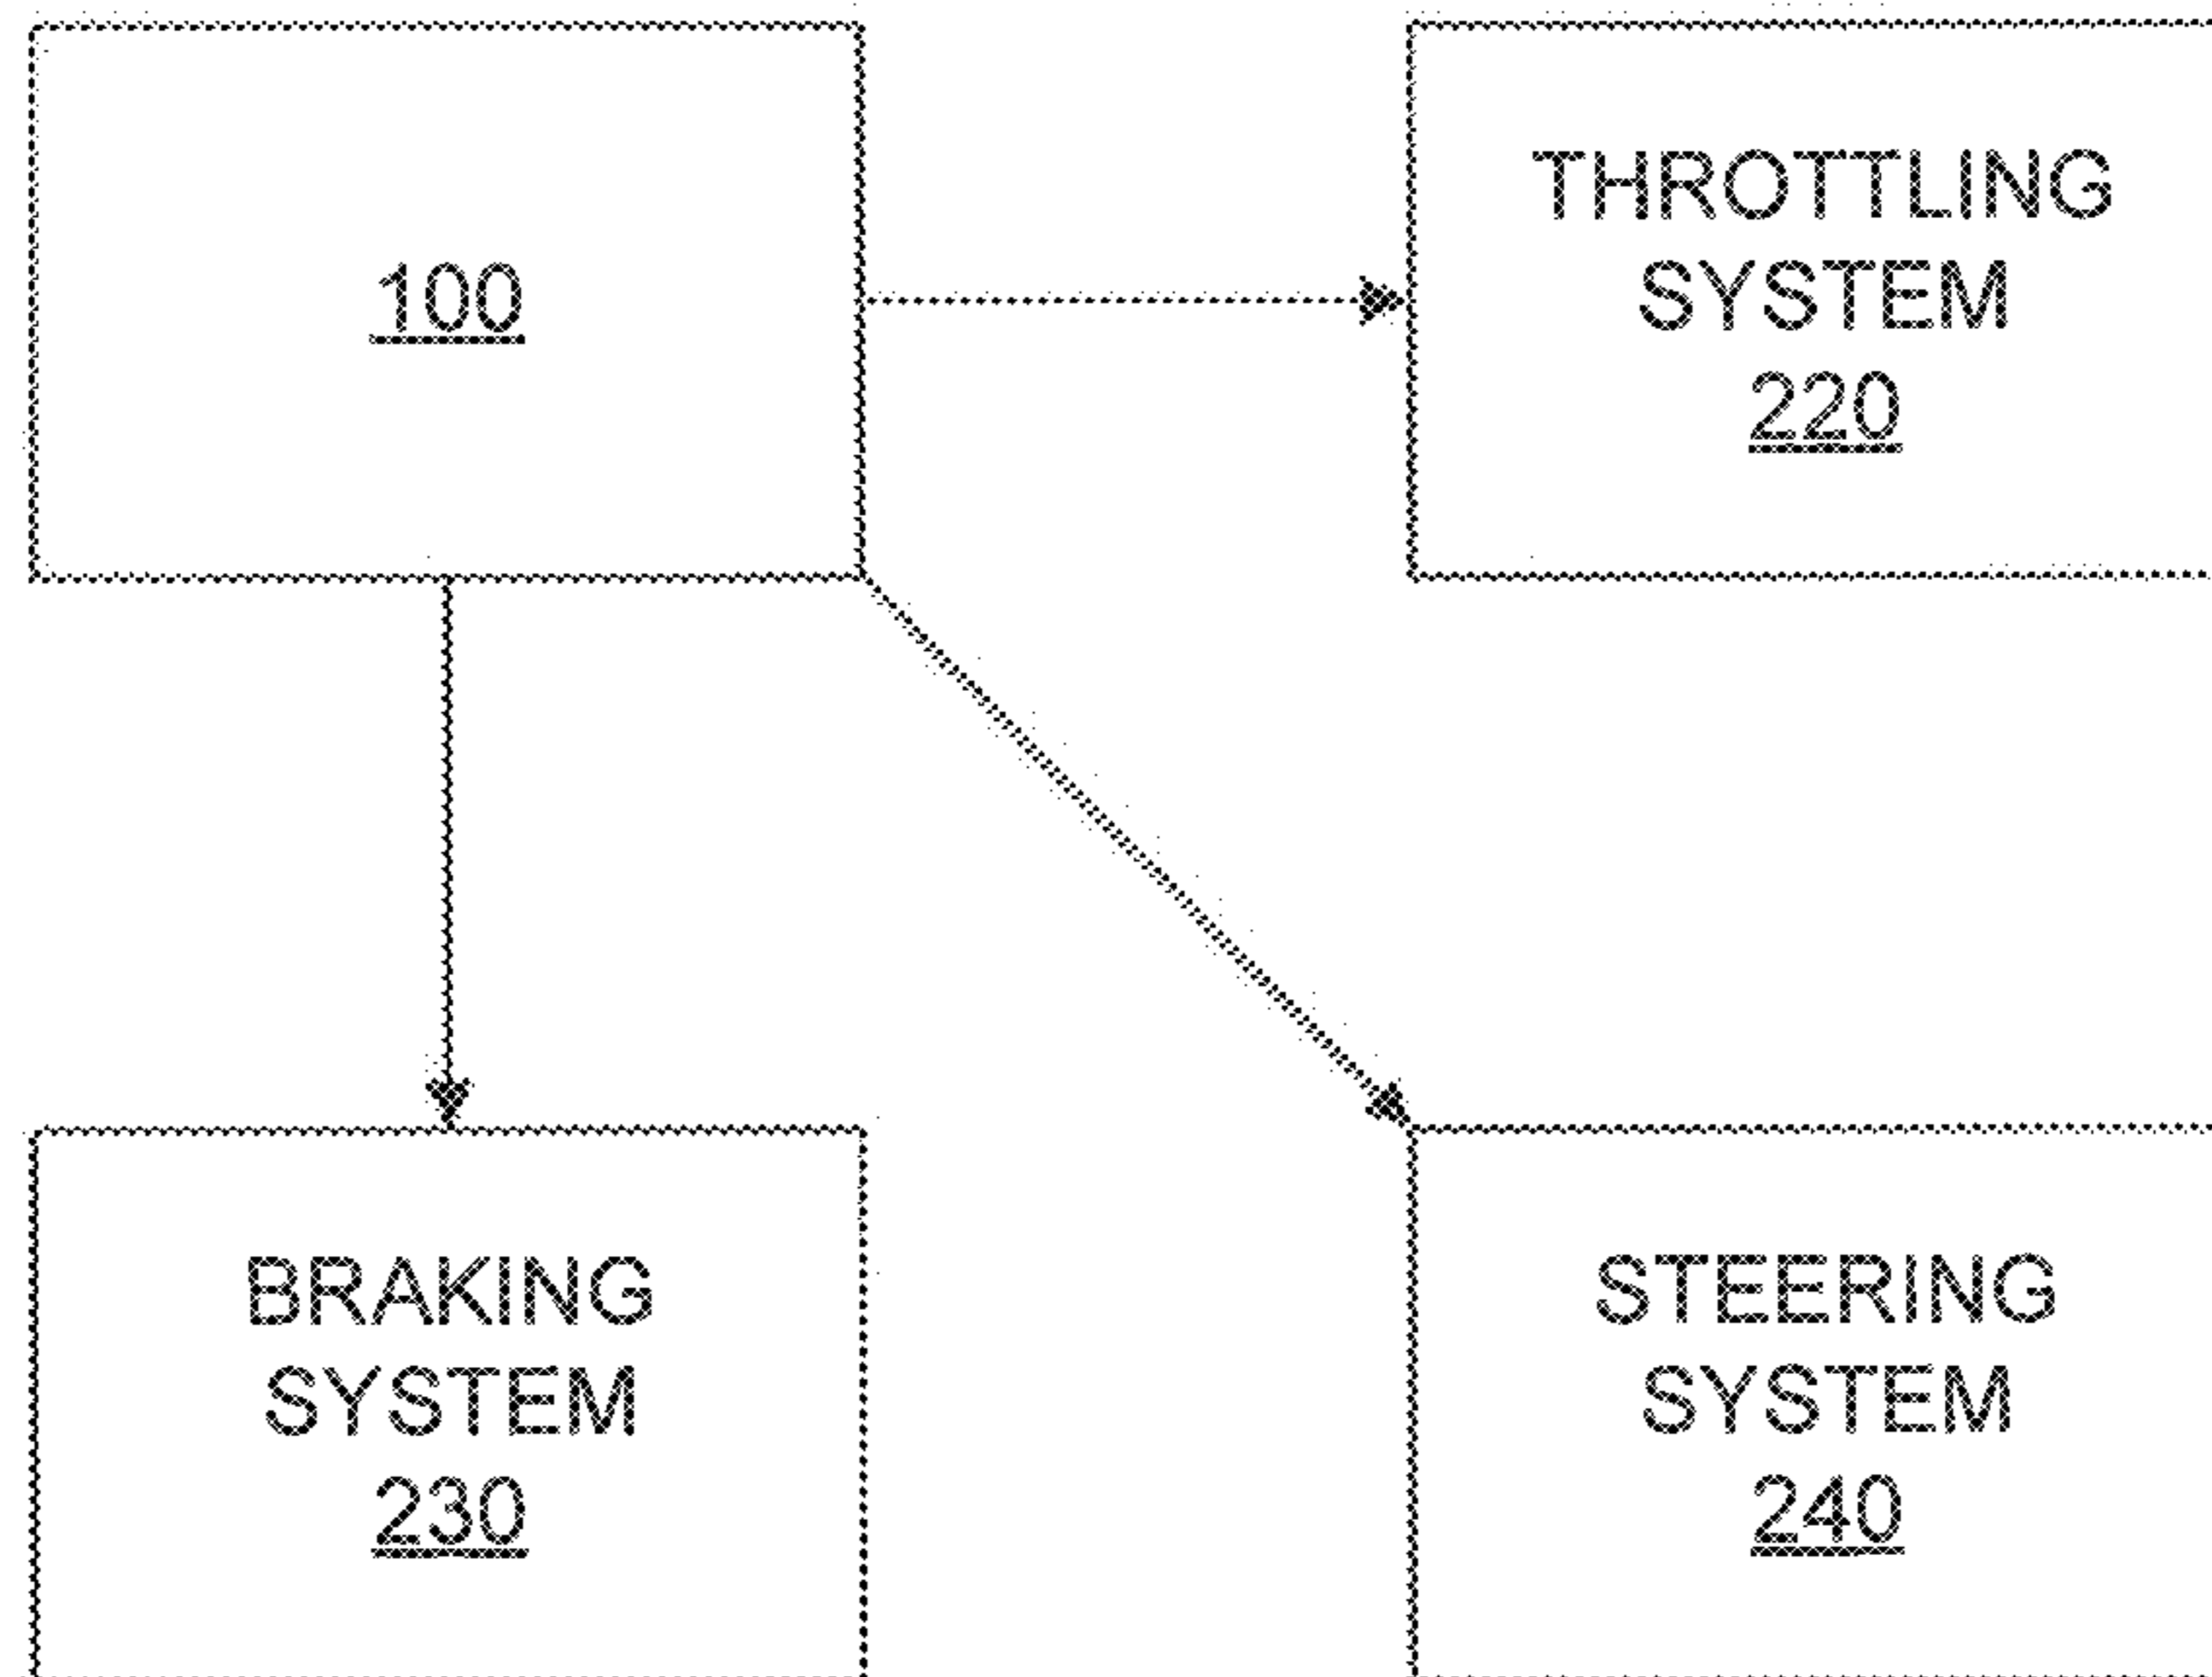 100
THROTTLING
SYSTEM
220
BRAKING
SYSTEM
230
STEERING
SYSTEM
240